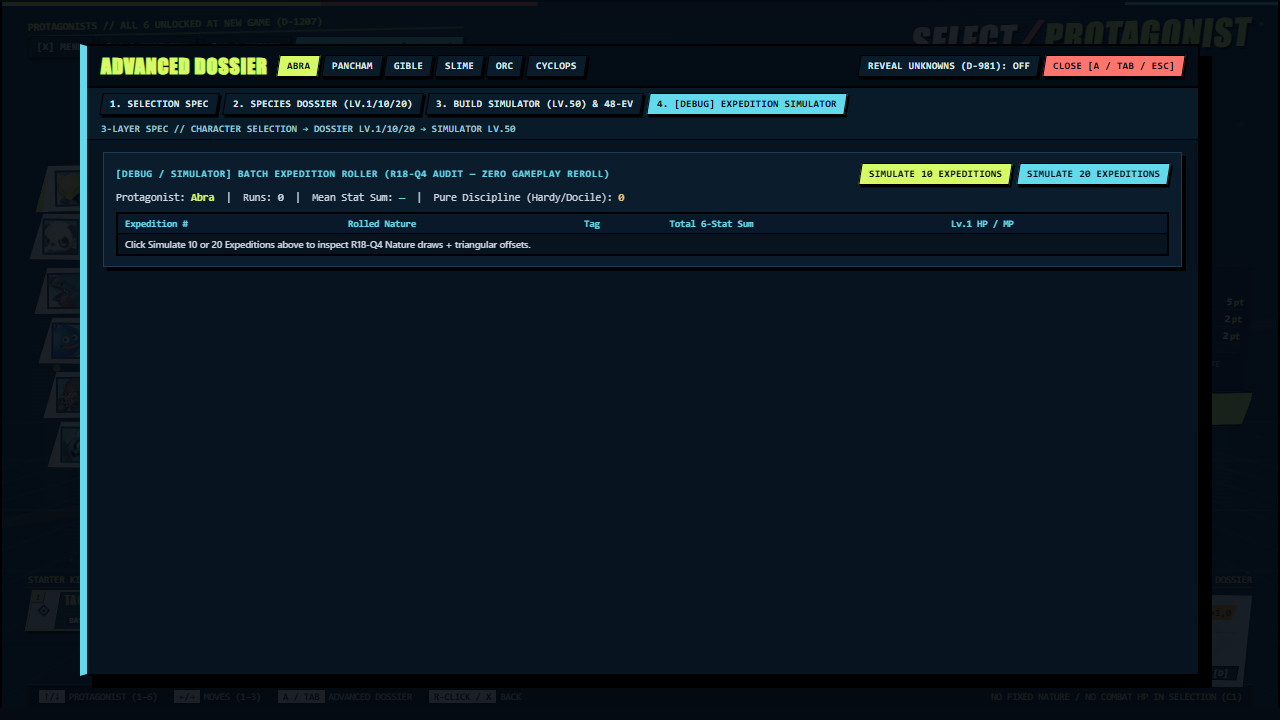 PROTAGONISTS // ALL 6 UNLOCKED AT NEW GAME (D-1207)
SELECT/PROTAGONIST
ADVANCED DOSSIER ABRA PANCHAM GIBLE SLIME ORC CYCLOPS REVEAL UNKNOWNS (D-981): OFF CLOSE [A / TAB / ESC]
1. SELECTION SPEC 2. SPECIES DOSSIER (LV.1/10/20) 3. BUILD SIMULATOR (LV.50) & 48-EV 4. [DEBUG] EXPEDITION SIMULATOR
3-LAYER SPEC // CHARACTER SELECTION → DOSSIER LV.1/10/20 → SIMULATOR LV.50
[DEBUG / SIMULATOR] BATCH EXPEDITION ROLLER (R18-Q4 AUDIT — ZERO GAMEPLAY REROLL) SIMULATE 10 EXPEDITIONS SIMULATE 20 EXPEDITIONS
Protagonist: Abra | Runs: 0 | Mean Stat Sum: — | Pure Discipline (Hardy/Docile): 0
Expedition # Rolled Nature Tag Total 6-Stat Sum Lv.1 HP / MP
Click Simulate 10 or 20 Expeditions above to inspect R18-Q4 Nature draws + triangular offsets.
5 pt
2 pt
2 pt
STARTER DOSSIER
PROTAGONIST (1-6) MOVES (1-3) A / TAB ADVANCED DOSSIER R-CLICK / X BACK NO FIXED NATURE / NO COMBAT HP IN SELECTION (C1)